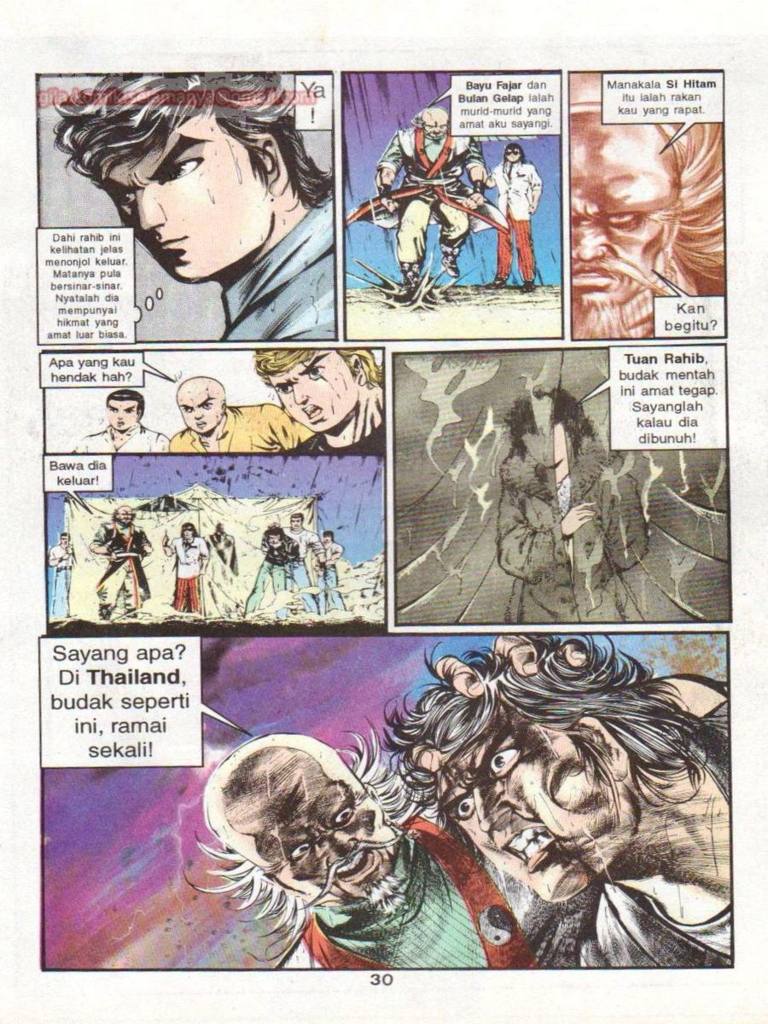 Ya
!
Dahi rahib ini
kelihatan jelas
menonjol keluar.
Matanya pula
bersinar-sinar.
Nyatalah dia
mempunyai
hikmat yang
amat luar biasa.
Bayu Fajar dan
Bulan Gelap ialah
murid-murid yang
amat aku sayangi.
Manakala Si Hitam
itu ialah rakan
kau yang rapat.
Kan
begitu?
Apa yang kau
hendak hah?
Bawa dia
keluar!
Tuan Rahib,
budak mentah
ini amat tegap.
Sayanglah
kalau dia
dibunuh!
Sayang apa?
Di Thailand,
budak seperti
ini, ramai
sekali!
30